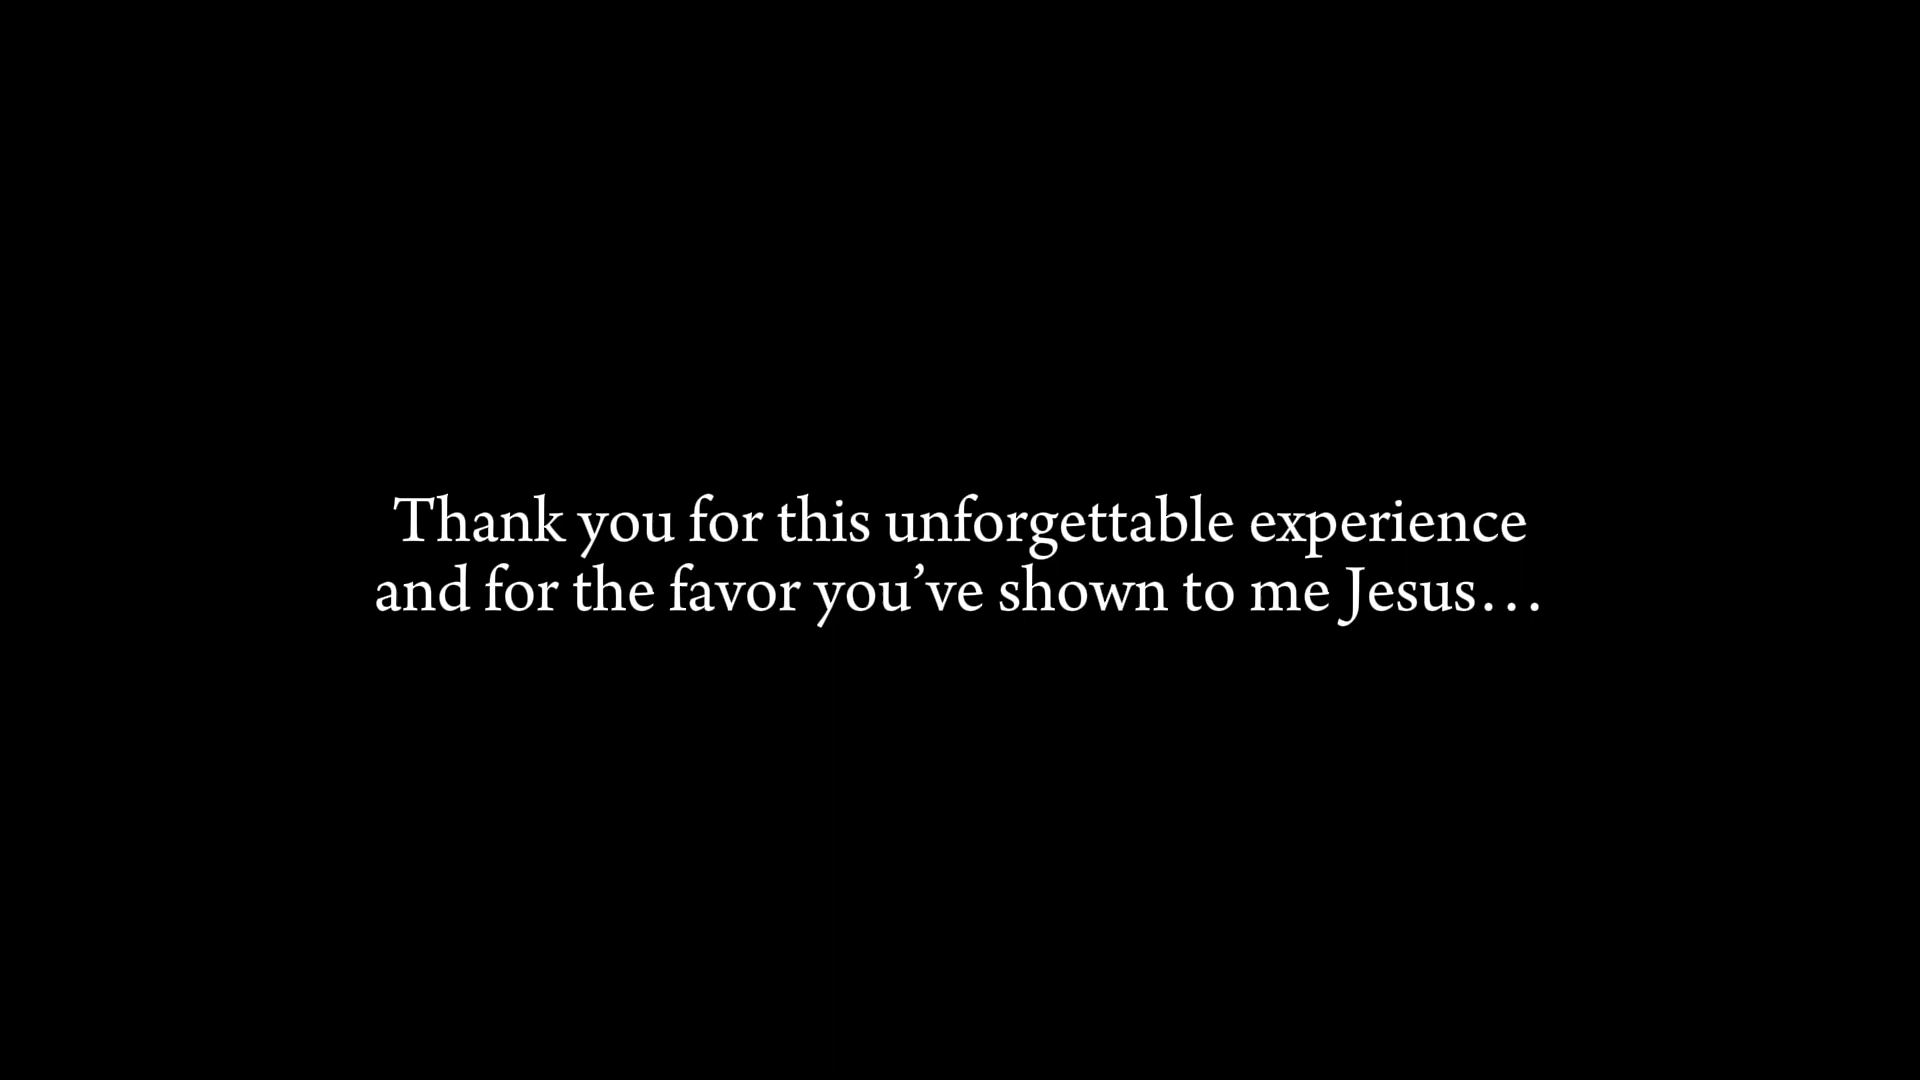 Thank you for this unforgettable experience
and for the favor you’ve shown to me Jesus…